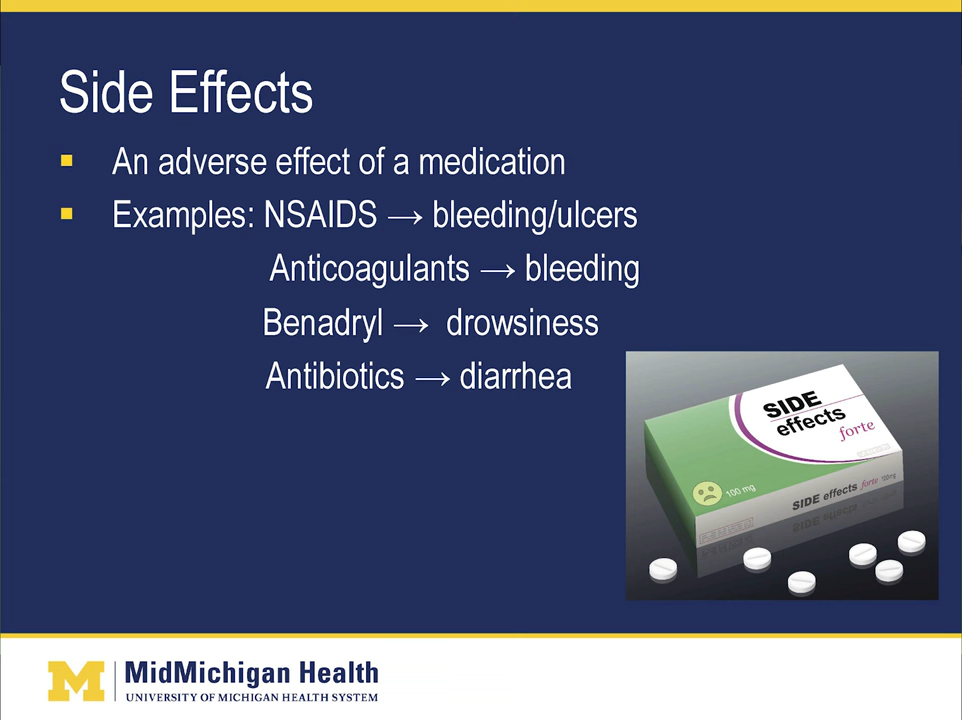 Side Effects
▪ An adverse effect of a medication
▪ Examples: NSAIDS → bleeding/ulcers
Anticoagulants → bleeding
Benadryl → drowsiness
Antibiotics → diarrhea
SIDE
effects
forte
100 mg
SIDE effects forte 100mg
M
MidMichigan Health
UNIVERSITY OF MICHIGAN HEALTH SYSTEM